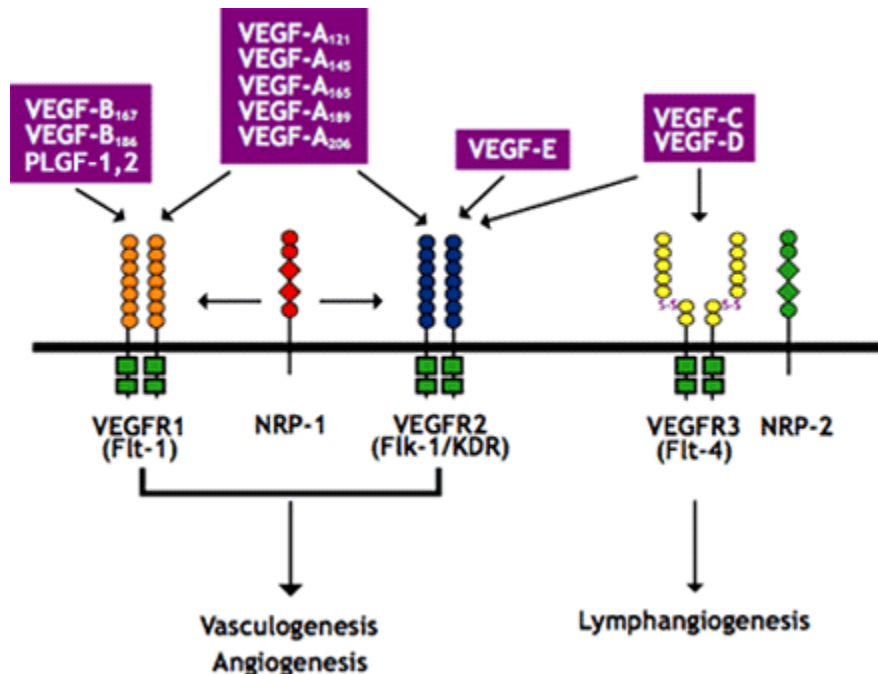 VEGF-A₁₂₁
VEGF-A₁₄₅
VEGF-A₁₆₅
VEGF-A₁₈₉
VEGF-A₂₀₆
VEGF-B₁₆₇
VEGF-B₁₈₆
PLGF-1,2
VEGF-E
VEGF-C
VEGF-D
S-S
S-S
VEGFR1
(Flt-1)
NRP-1
VEGFR2
(Flk-1/KDR)
VEGFR3
(Flt-4)
NRP-2
Vasculogenesis
Angiogenesis
Lymphangiogenesis